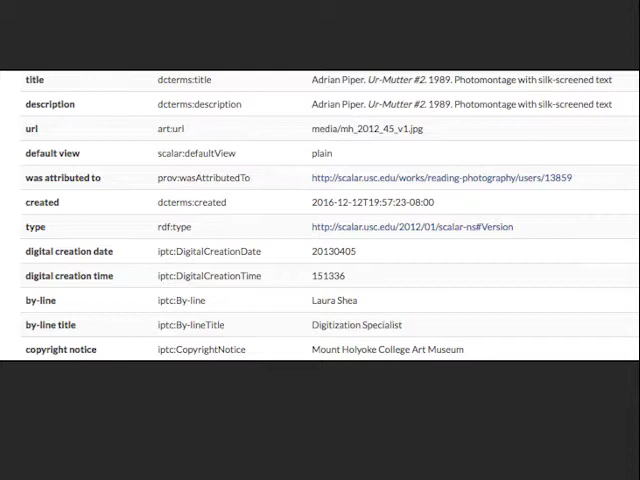 title dcterms:title Adrian Piper. Ur-Mutter #2. 1989. Photomontage with silk-screened text
description dcterms:description Adrian Piper. Ur-Mutter #2. 1989. Photomontage with silk-screened text
url art:url media/mh_2012_45_v1.jpg
default view scalar:defaultView plain
was attributed to prov:wasAttributedTo http://scalar.usc.edu/works/reading-photography/users/13859
created dcterms:created 2016-12-12T19:57:23-08:00
type rdf:type http://scalar.usc.edu/2012/01/scalar-ns#Version
digital creation date iptc:DigitalCreationDate 20130405
digital creation time iptc:DigitalCreationTime 151336
by-line iptc:By-line Laura Shea
by-line title iptc:By-lineTitle Digitization Specialist
copyright notice iptc:CopyrightNotice Mount Holyoke College Art Museum